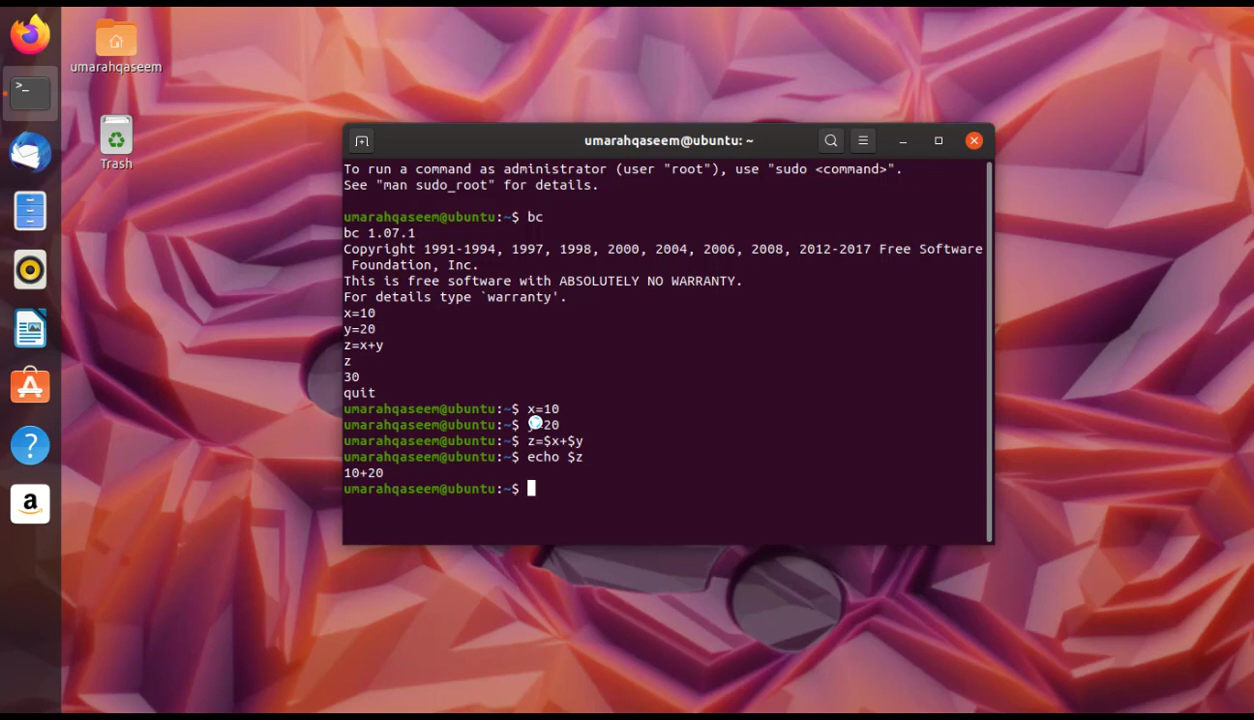 umarahqaseem
Trash
umarahqaseem@ubuntu: ~
To run a command as administrator (user "root"), use "sudo <command>".
See "man sudo_root" for details.
umarahqaseem@ubuntu:~$ bc
bc 1.07.1
Copyright 1991-1994, 1997, 1998, 2000, 2004, 2006, 2008, 2012-2017 Free Software
Foundation, Inc.
This is free software with ABSOLUTELY NO WARRANTY.
For details type `warranty'.
x=10
y=20
z=x+y
z
30
quit
umarahqaseem@ubuntu:~$ x=10
umarahqaseem@ubuntu:~$ y=20
umarahqaseem@ubuntu:~$ z=$x+$y
umarahqaseem@ubuntu:~$ echo $z
10+20
umarahqaseem@ubuntu:~$